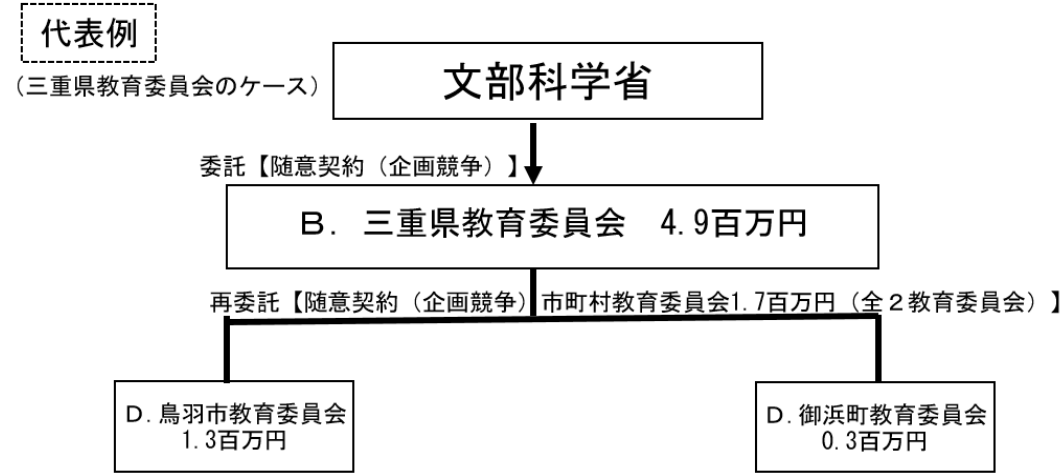 代表例
（三重県教育委員会のケース）
文部科学省
委託【随意契約（企画競争）】
Ｂ．三重県教育委員会　4.9百万円
再委託【随意契約（企画競争）市町村教育委員会1.7百万円（全２教育委員会）】
Ｄ.鳥羽市教育委員会
1.3百万円
Ｄ.御浜町教育委員会
0.3百万円